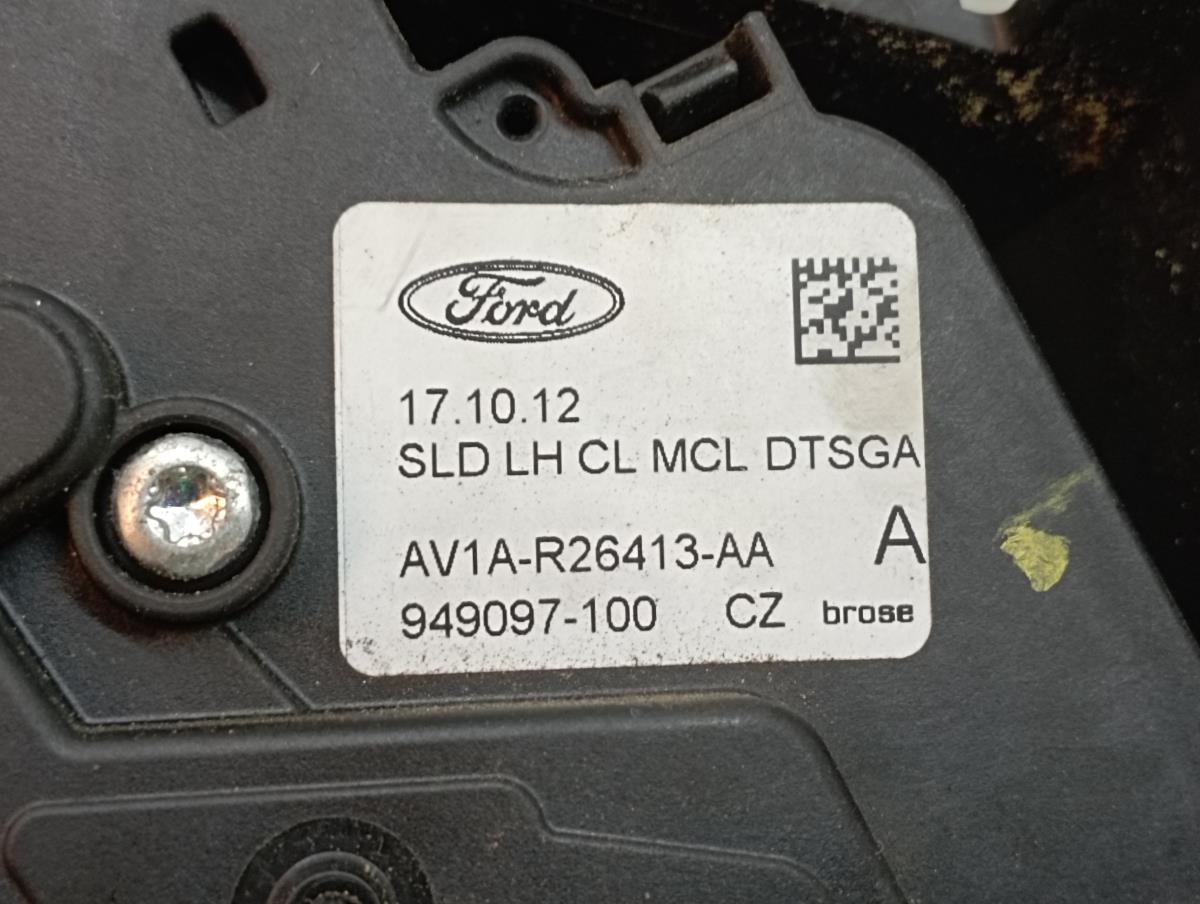 Ford
17.10.12
SLD LH CL MCL DTSGA
AV1A-R26413-AA A
949097-100 CZ brose